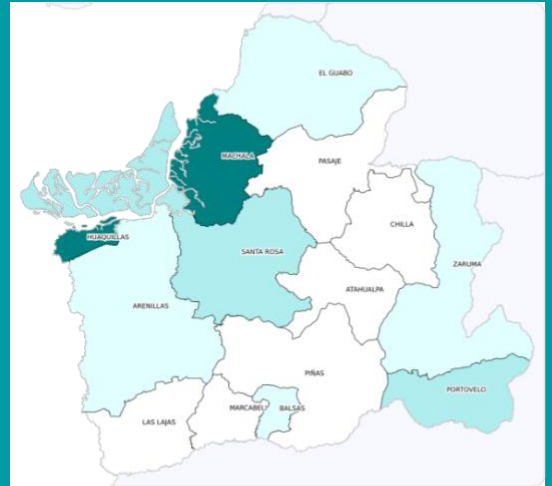 EL GUABO
MACHALA
PASAJE
CHILLA
HUAQUILLAS
SANTA ROSA
ZARUMA
ATAHUALPA
ARENILLAS
PIÑAS
PORTOVELO
MARCABELÍ
BALSAS
LAS LAJAS